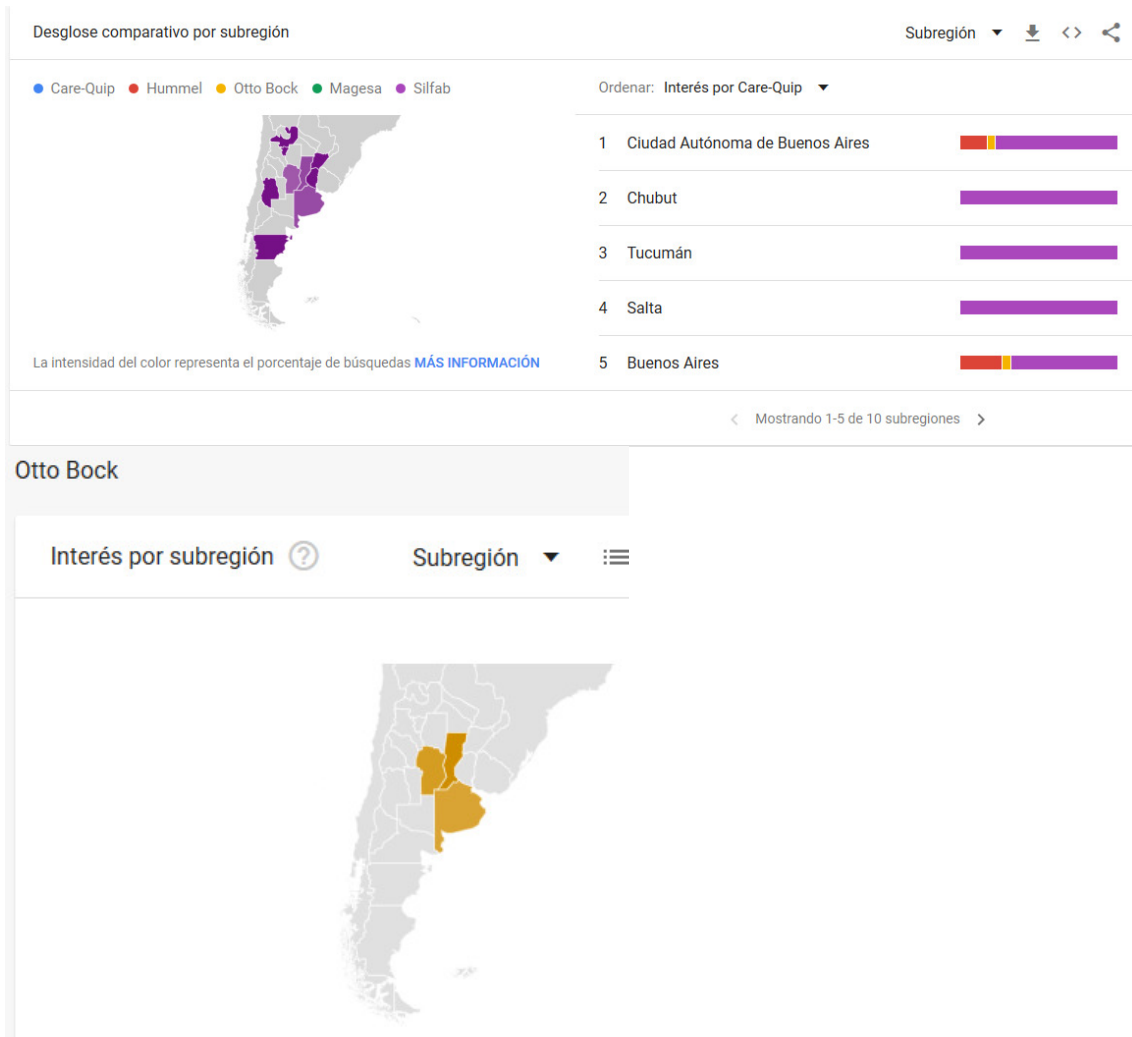 Desglose comparativo por subregión
Subregión
Care-Quip Hummel Otto Bock Magesa Silfab
Ordenar: Interés por Care-Quip
1 Ciudad Autónoma de Buenos Aires
2 Chubut
3 Tucumán
4 Salta
5 Buenos Aires
La intensidad del color representa el porcentaje de búsquedas MÁS INFORMACIÓN
Mostrando 1-5 de 10 subregiones
Otto Bock
Interés por subregión ?
Subregión